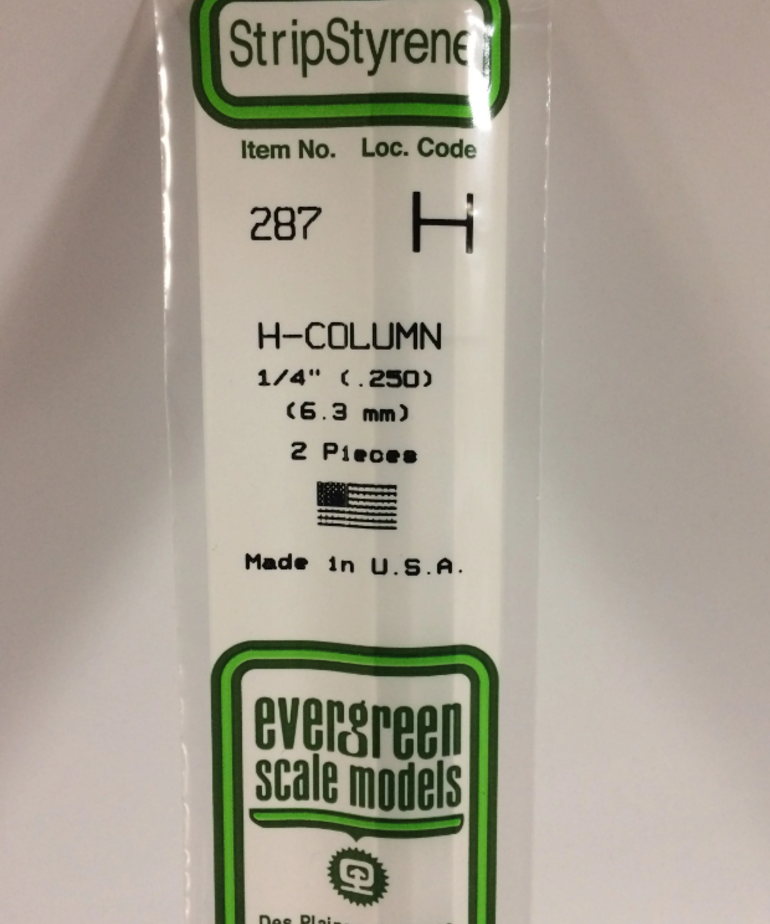 StripStyrene
Item No. Loc. Code
287 H
H-COLUMN
1/4" (.250)
(6.3 mm)
2 Pieces
Made in U.S.A.
evergreen
scale models
Des